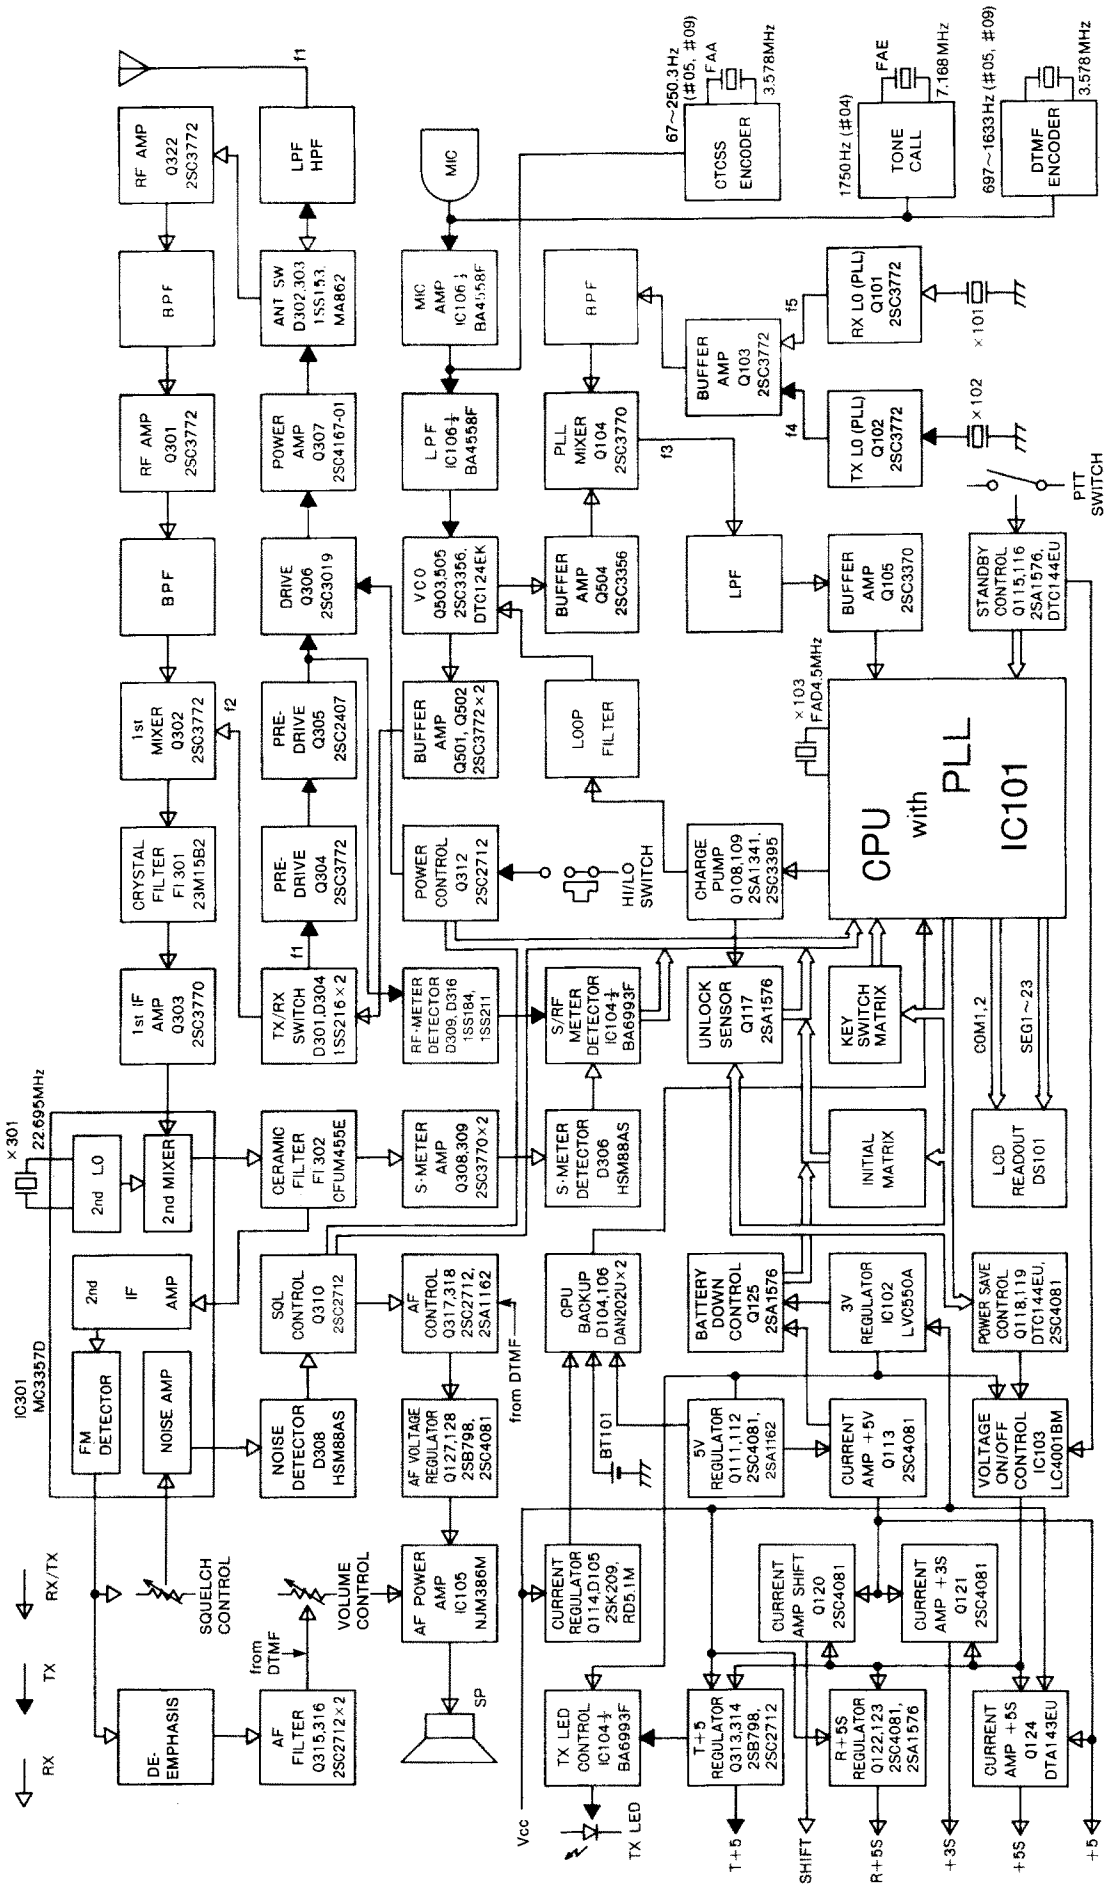 RX
TX
RX/TX
IC301
MC3357D
×301
22.695MHz
FM
DETECTOR
NOISE AMP
2nd
IF
AMP
2nd LO
2nd MIXER
1st IF
AMP
Q303
2SC3770
CRYSTAL
FILTER
FI301
23M15B2
1st
MIXER
Q302
2SC3772
f2
BPF
RF AMP
Q301
2SC3772
BPF
RF AMP
Q322
2SC3772
f1
DE-
EMPHASIS
SQUELCH
CONTROL
AF
FILTER
Q315,316
2SC2712×2
from
DTMF
VOLUME
CONTROL
NOISE
DETECTOR
D308
HSM88AS
SQL
CONTROL
Q310
2SC2712
CERAMIC
FILTER
FI302
CFUM455E
TX/RX
SWITCH
D301,D304
1SS216×2
f1
PRE-
DRIVE
Q304
2SC3772
PRE-
DRIVE
Q305
2SC2407
DRIVE
Q306
2SC3019
POWER
AMP
Q307
2SC4167-01
ANT SW
D302,303
1SS153,
MA862
LPF
HPF
SP
AF POWER
AMP
IC105
NJM386M
AF VOLTAGE
REGULATOR
Q127,128
2SB798,
2SC4081
AF
CONTROL
Q317,318
2SC2712,
2SA1162
from DTMF
S-METER
AMP
Q308,309
2SC3770×2
RF-METER
DETECTOR
D309, D316
1SS184,
1SS211
POWER
CONTROL
Q312
2SC2712
HI/LO
SWITCH
BUFFER
AMP
Q501, Q502
2SC3772×2
VCO
Q503,505
2SC3356,
DTC124EK
LPF
IC106½
BA4558F
MIC
AMP
IC106½
BA4558F
MIC
Vcc
TX LED
TX LED
CONTROL
IC104½
BA6993F
CURRENT
REGULATOR
Q114,D105
2SK209,
RD5.1M
BT101
CPU
BACKUP
D104,106
DAN202U×2
S-METER
DETECTOR
D306
HSM88AS
S/RF
METER
DETECTOR
IC104½
BA6993F
LOOP
FILTER
BUFFER
AMP
Q504
2SC3356
PLL
MIXER
Q104
2SC3770
f3
BPF
T+5
T+5
REGULATOR
Q313,314
2SB798,
2SC2712
5V
REGULATOR
Q111,112
2SC4081,
2SA1162
BATTERY
DOWN
CONTROL
Q125
2SA1576
UNLOCK
SENSOR
Q117
2SA1576
CHARGE
PUMP
Q108,109
2SA1341,
2SC3395
LPF
BUFFER
AMP
Q103
2SC3772
67～250.3Hz
(#05, #09)
FAA
CTCSS
ENCODER
3.578MHz
SHIFT
CURRENT
AMP SHIFT
Q120
2SC4081
R+5S
R+5S
REGULATOR
Q122,123
2SC4081,
2SA1576
CURRENT
AMP +5V
Q113
2SC4081
3V
REGULATOR
IC102
LVC550A
INITIAL
MATRIX
KEY
SWITCH
MATRIX
×103
FAD4.5MHz
CPU
with
PLL
IC101
BUFFER
AMP
Q105
2SC3370
f4
TX LO (PLL)
Q102
2SC3772
×102
f5
RX LO (PLL)
Q101
2SC3772
×101
1750Hz (#04)
FAE
TONE
CALL
7.168MHz
+3S
CURRENT
AMP +3S
Q121
2SC4081
+5S
CURRENT
AMP +5S
Q124
DTA143EU
VOLTAGE
ON/OFF
CONTROL
IC103
LC4001BM
POWER SAVE
CONTROL
Q118,119
DTC144EU,
2SC4081
LCD
READOUT
DS101
COM1,2
SEG1～23
STANDBY
CONTROL
Q115,116
2SA1576,
DTC144EU
PTT
SWITCH
697～1633Hz (#05, #09)
DTMF
ENCODER
3.578MHz
+5